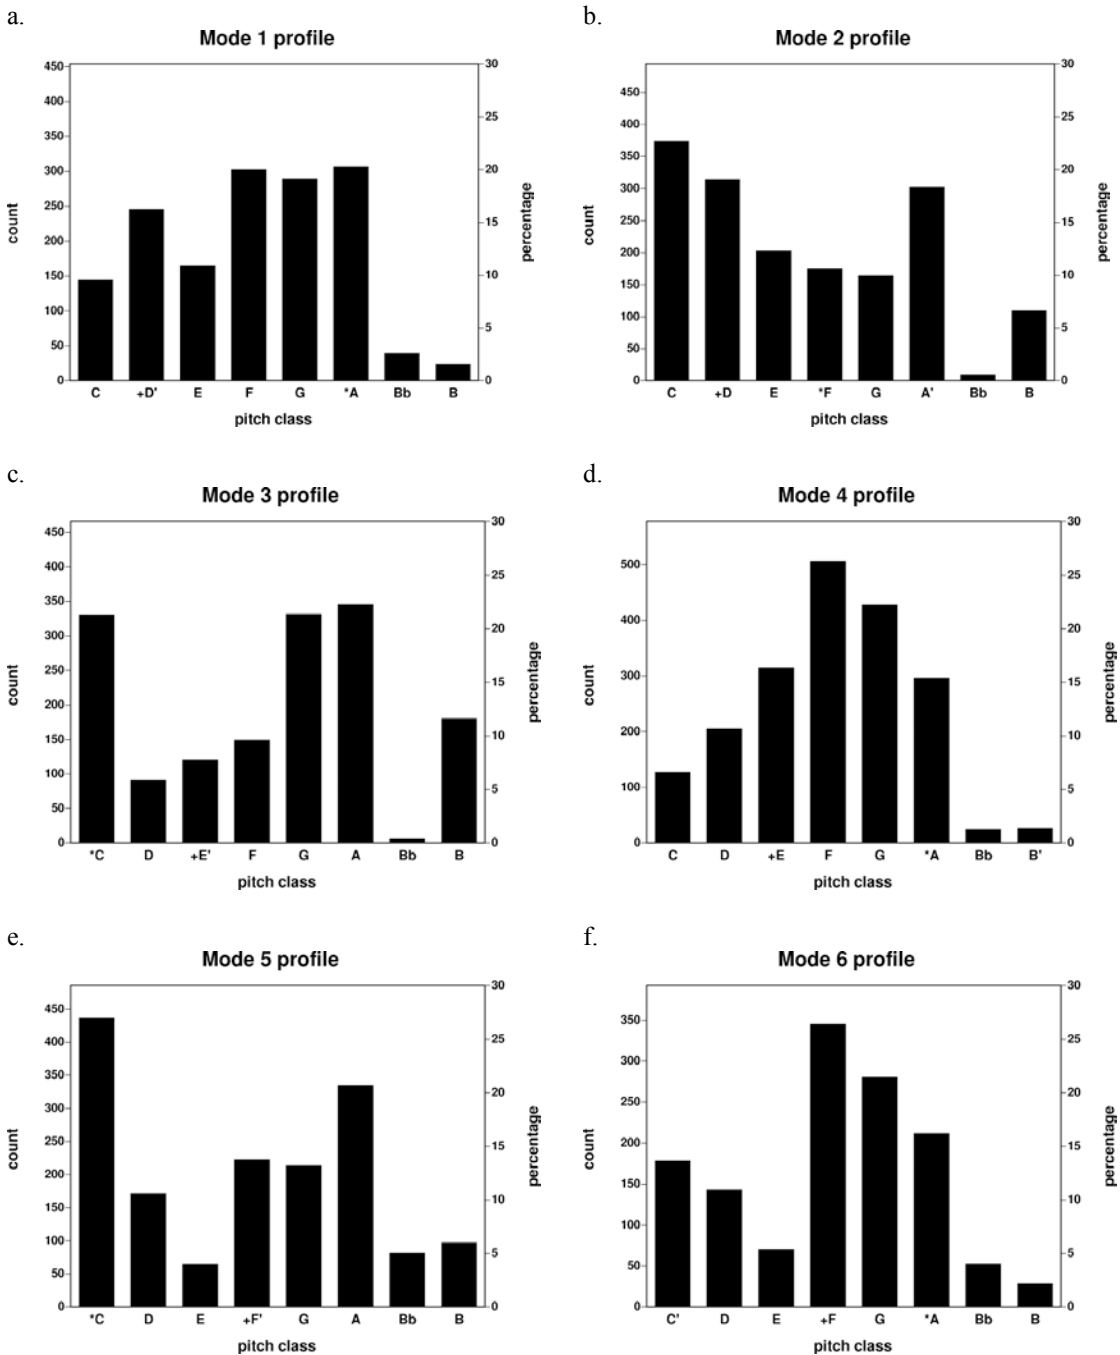 a.
Mode 1 profile
450
400
350
300
250
200
150
100
50
0
count
30
25
20
15
10
5
0
percentage
C +D' E F G *A Bb B
pitch class
b.
Mode 2 profile
450
400
350
300
250
200
150
100
50
0
count
30
25
20
15
10
5
0
percentage
C +D E *F G A' Bb B
pitch class
c.
Mode 3 profile
450
400
350
300
250
200
150
100
50
0
count
30
25
20
15
10
5
0
percentage
*C D +E' F G A Bb B
pitch class
d.
Mode 4 profile
500
400
300
200
100
0
count
30
25
20
15
10
5
0
percentage
C D +E F G *A Bb B'
pitch class
e.
Mode 5 profile
450
400
350
300
250
200
150
100
50
0
count
30
25
20
15
10
5
0
percentage
*C D E +F' G A Bb B
pitch class
f.
Mode 6 profile
350
300
250
200
150
100
50
0
count
30
25
20
15
10
5
0
percentage
C' D E +F G *A Bb B
pitch class